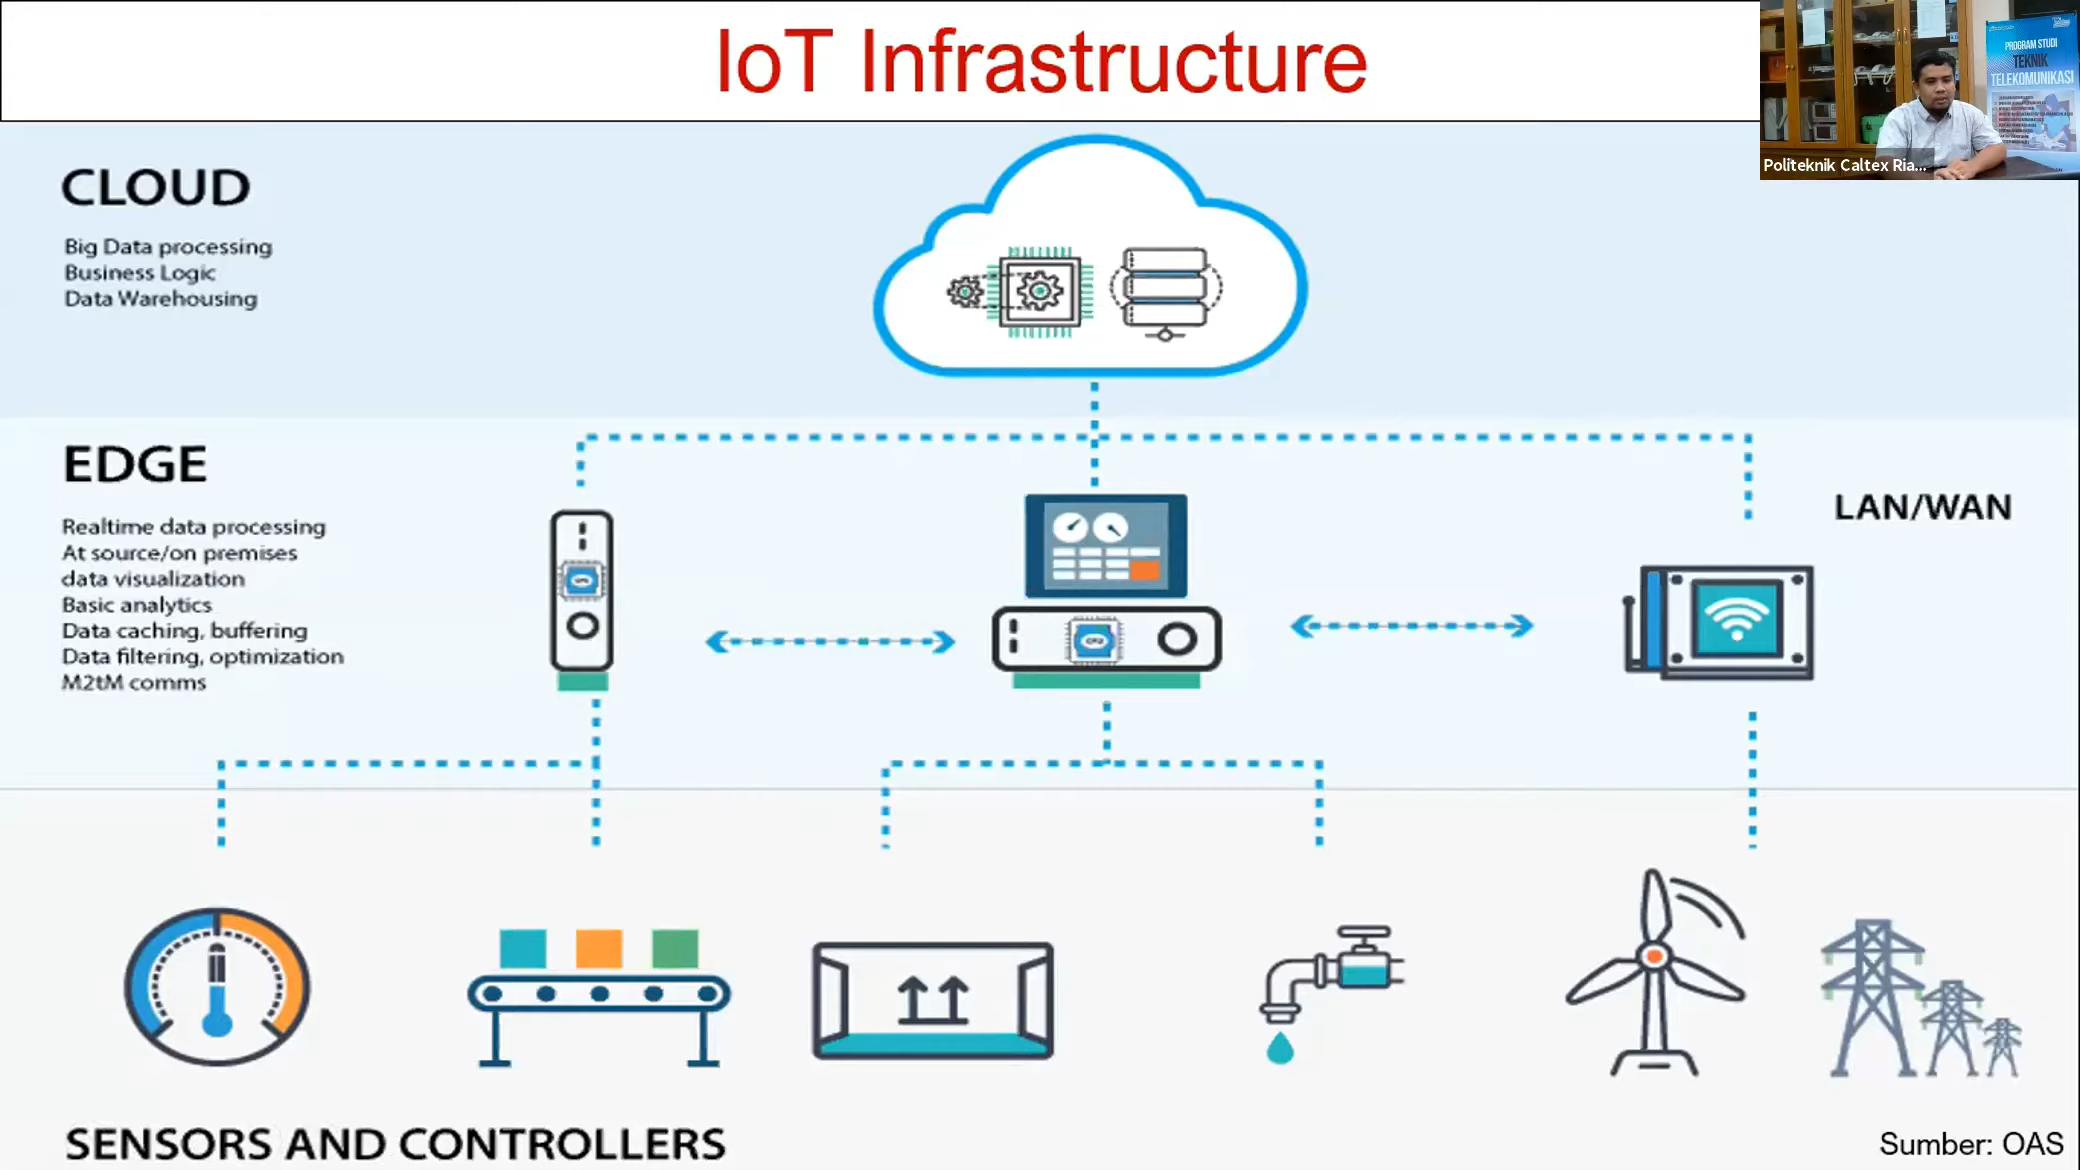 IoT Infrastructure
PROGRAM STUDI
TEKNIK
TELEKOMUNIKASI
Politeknik Caltex Ria...
CLOUD
Big Data processing
Business Logic
Data Warehousing
EDGE
Realtime data processing
At source/on premises
data visualization
Basic analytics
Data caching, buffering
Data filtering, optimization
M2tM comms
LAN/WAN
SENSORS AND CONTROLLERS
Sumber: OAS